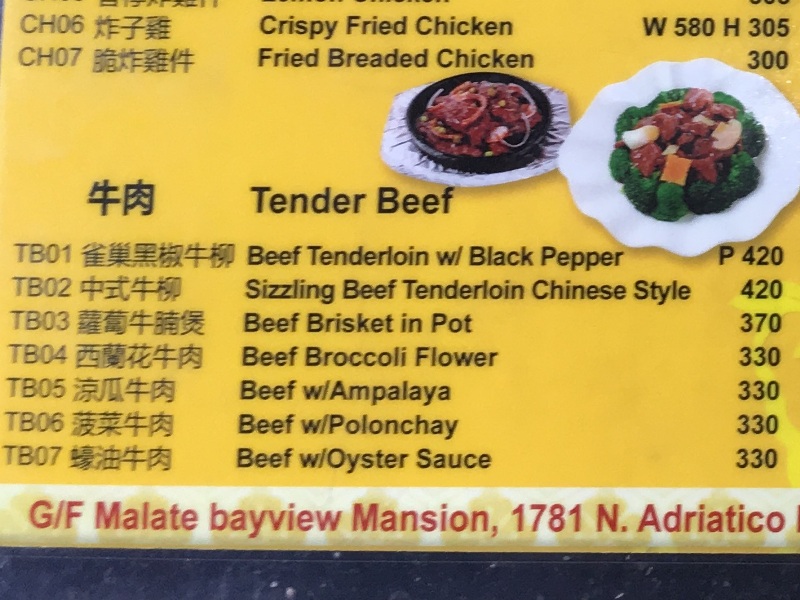 Chicken
CH06 炸子雞 Crispy Fried Chicken W 580 H 305
CH07 脆炸雞件 Fried Breaded Chicken 300
牛肉 Tender Beef
TB01 雀巢黑椒牛柳 Beef Tenderloin w/ Black Pepper P 420
TB02 中式牛柳 Sizzling Beef Tenderloin Chinese Style 420
TB03 蘿蔔牛腩煲 Beef Brisket in Pot 370
TB04 西蘭花牛肉 Beef Broccoli Flower 330
TB05 涼瓜牛肉 Beef w/Ampalaya 330
TB06 菠菜牛肉 Beef w/Polonchay 330
TB07 蠔油牛肉 Beef w/Oyster Sauce 330
G/F Malate bayview Mansion, 1781 N. Adriatico